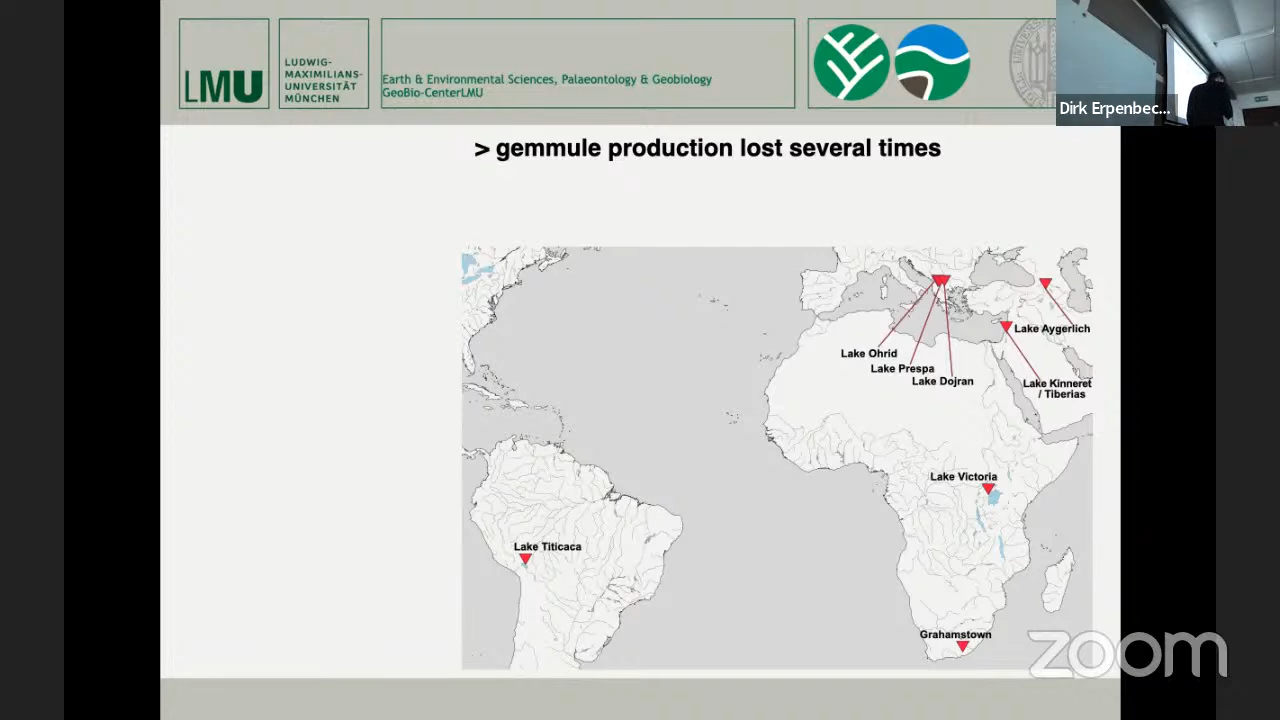 LMU
LUDWIG-
MAXIMILIANS-
UNIVERSITÄT
MÜNCHEN
Earth & Environmental Sciences, Palaeontology & Geobiology
GeoBio-CenterLMU
Dirk Erpenbec...
> gemmule production lost several times
Lake Aygerlich
Lake Ohrid
Lake Prespa
Lake Dojran
Lake Kinneret
/ Tiberias
Lake Victoria
Lake Titicaca
Grahamstown
zoom